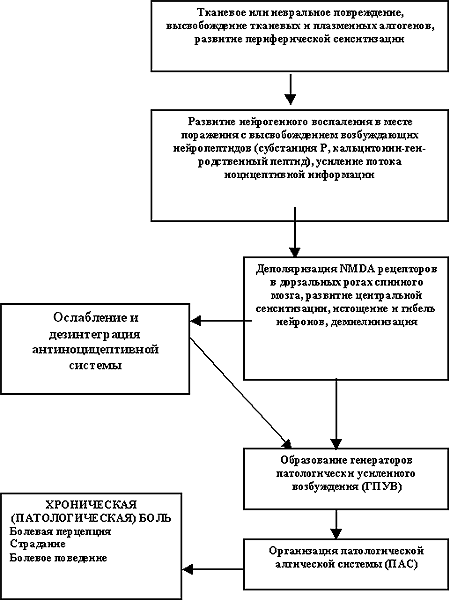 Тканевое или невральное повреждение,
высвобождение тканевых и плазменных алгогенов,
развитие периферической сенситизации
Развитие нейрогенного воспаления в месте
поражения с высвобождением возбуждающих
нейропептидов (субстанция Р, кальцитонин-ген-
родственный пептид), усиление потока
ноцицептивной информации
Деполяризация NMDA рецепторов
в дорзальных рогах спинного
мозга, развитие центральной
сенситизации, истощение и гибель
нейронов, демиелинизация
Ослабление и
дезинтеграция
антиноцицептивной
системы
Образование генераторов
патологически усиленного
возбуждения (ГПУВ)
ХРОНИЧЕСКАЯ
(ПАТОЛОГИЧЕСКАЯ) БОЛЬ
Болевая перцепция
Страдание
Болевое поведение
Организация патологической
алгической системы (ПАС)